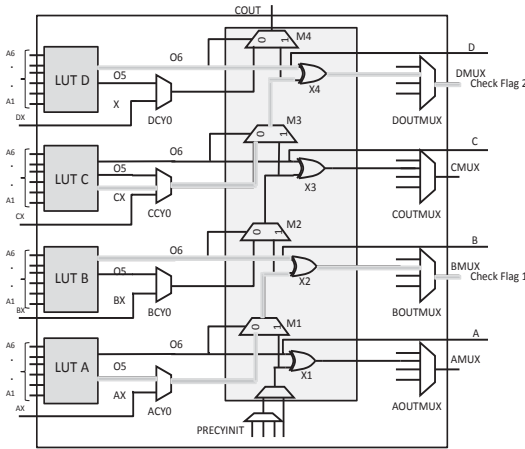 COUT
M4
0 1
A6
O6
D
LUT D
O5
DMUX
Check Flag 2
X
X4
A1
DX
DCY0
DOUTMUX
M3
0 1
A6
O6
C
LUT C
O5
CX
X3
CMUX
A1
CX
CCY0
COUTMUX
M2
0 1
A6
O6
B
LUT B
O5
BMUX
Check Flag 1
BX
X2
A1
BX
BCY0
BOUTMUX
M1
0 1
A6
O6
A
LUT A
O5
AX
X1
AMUX
A1
AX
ACY0
AOUTMUX
PRECYINIT